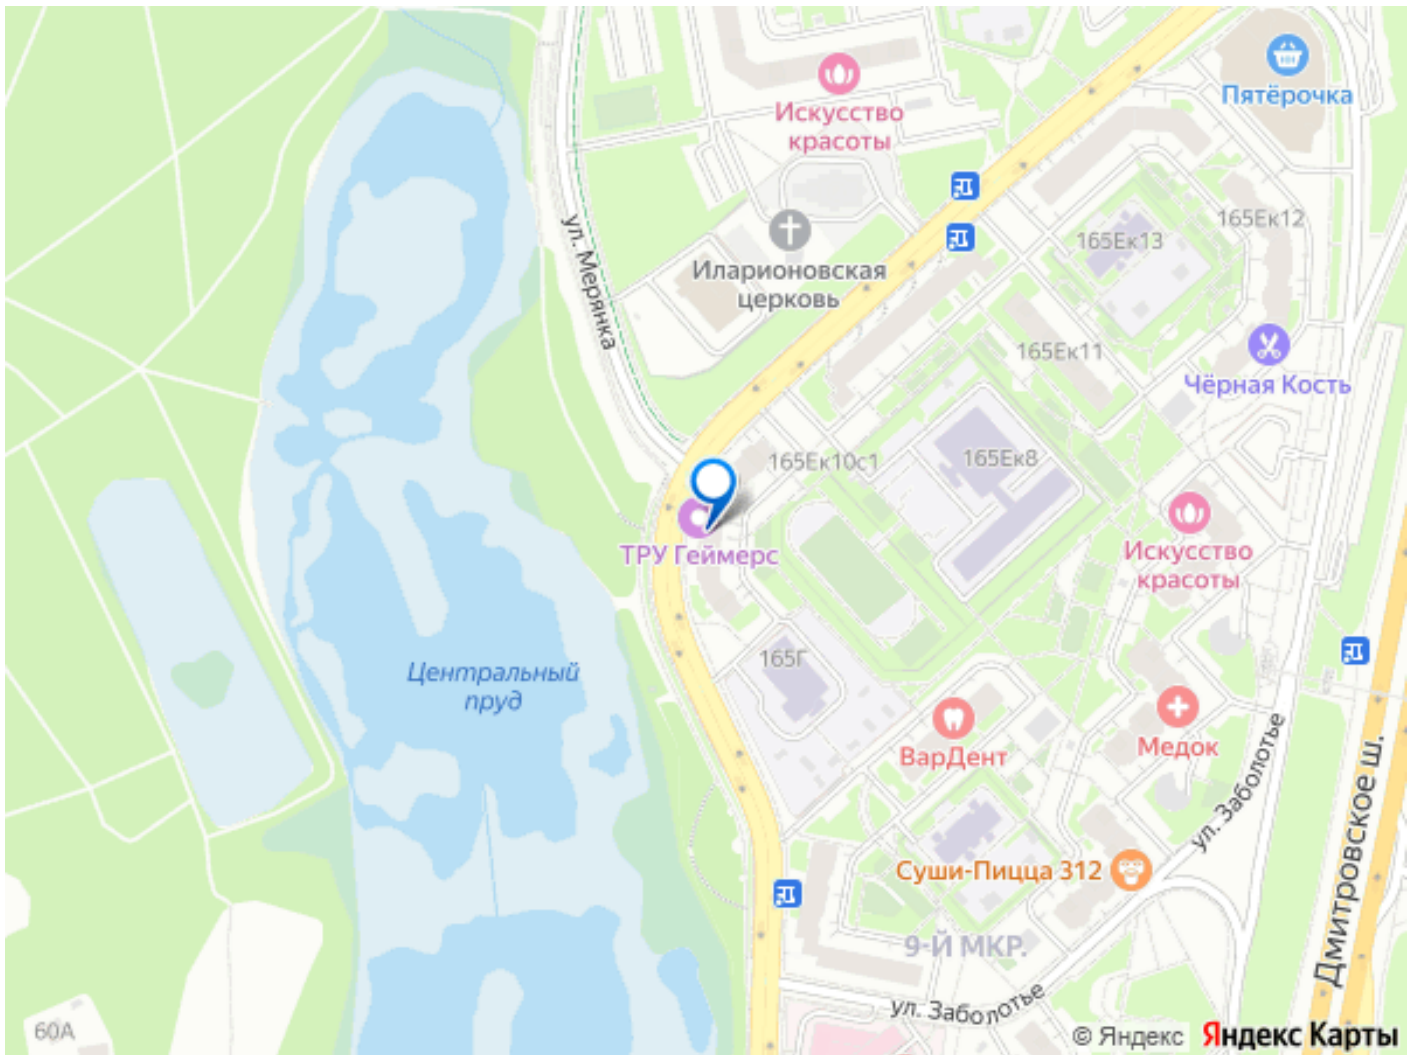 Пятёрочка
Искусство
красоты
165Ек12
165Ек13
ул. Мерянка
Иларионовская
церковь
165Ек11
Чёрная Кость
165Ек10с1
165Ек8
ТРУ Геймерс
Искусство
красоты
165Г
Центральный
пруд
ВарДент
Медок
ул. Заболотье
Дмитровское ш.
Суши-Пицца 312
9-Й МКР.
ул. Заболотье
60А
© Яндекс Яндекс Карты